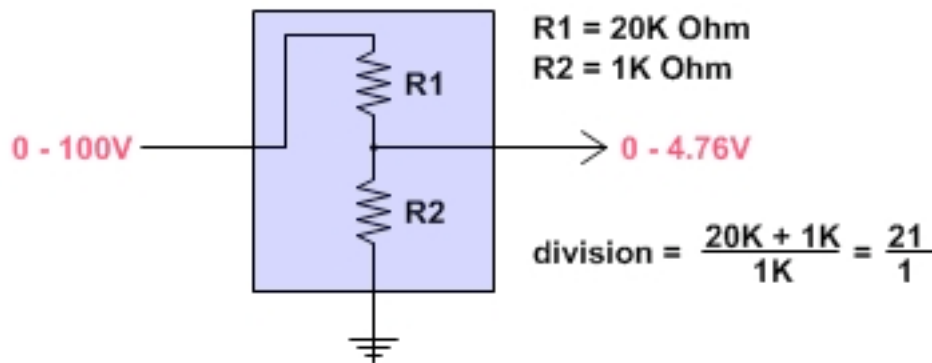 R1 = 20K Ohm
R2 = 1K Ohm
R1
0 - 100V
0 - 4.76V
R2
division = 20K + 1K / 1K = 21 / 1